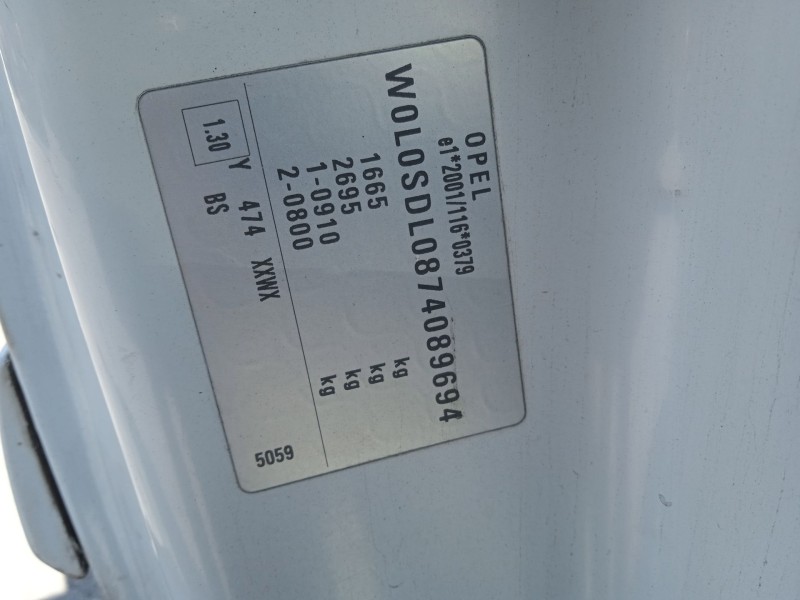 OPEL
e1*2001/116*0379
W0L0SDL0874089694
1665 kg
2695 kg
1-0910 kg
2-0800 kg
1.30 Y 474 XXWX
BS 5059